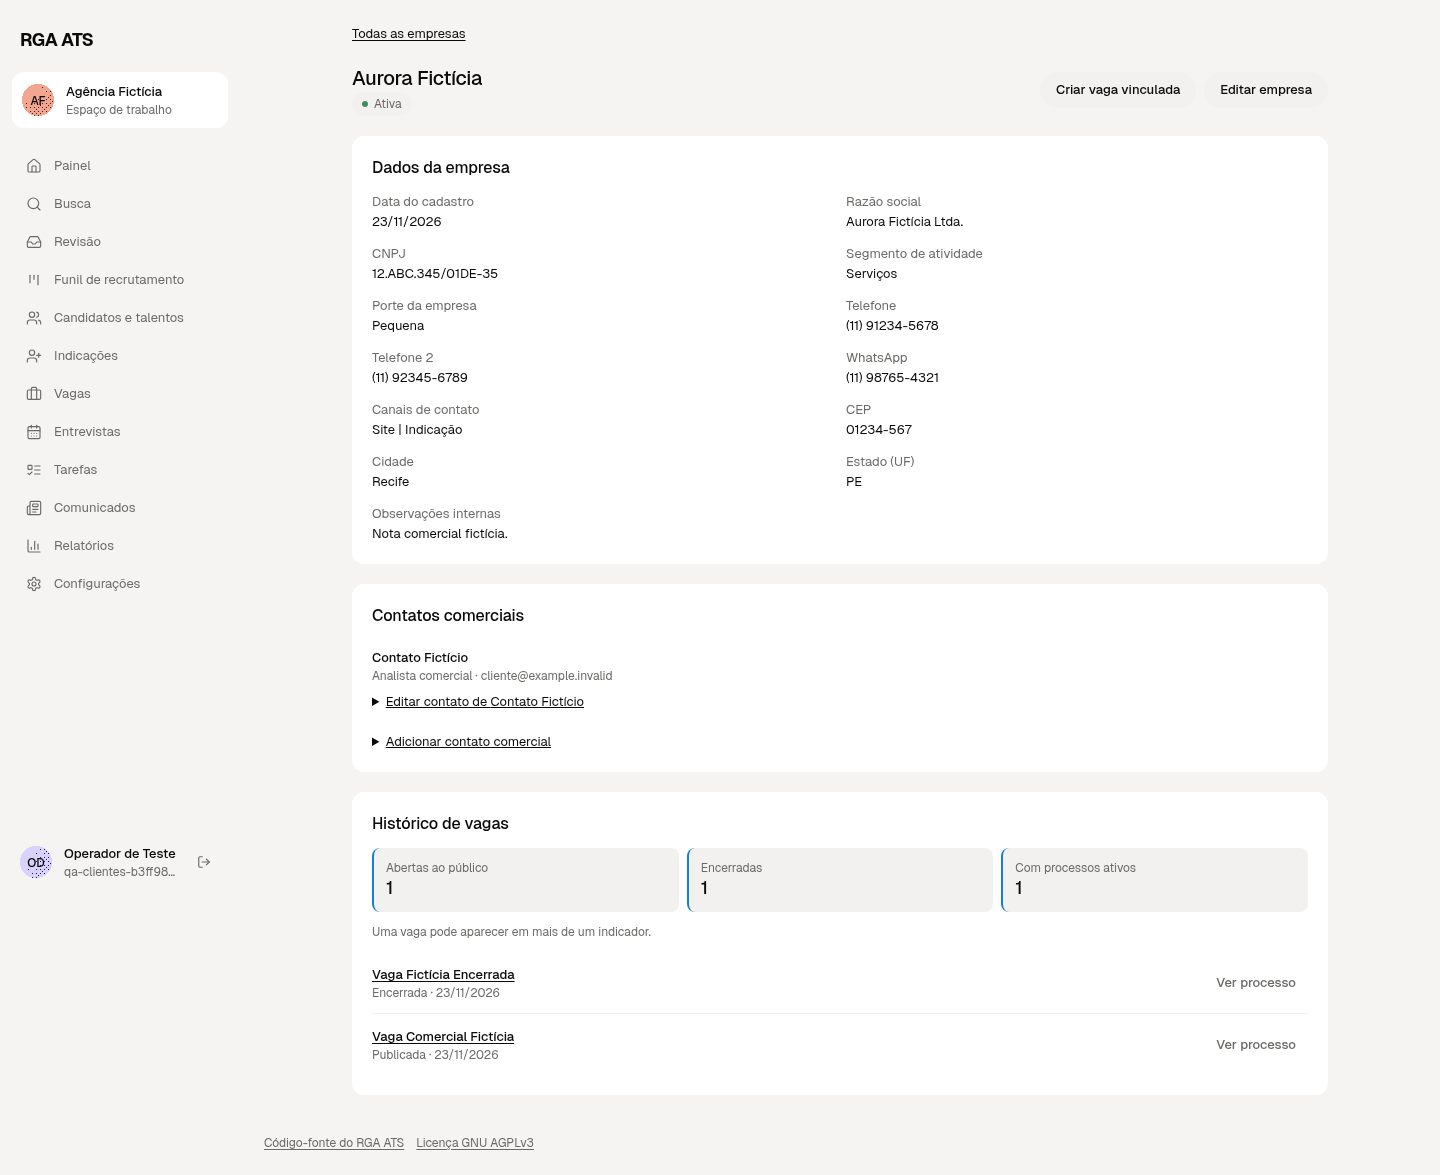 RGA ATS
AF
Agência Fictícia
Espaço de trabalho
Painel
Busca
Revisão
Funil de recrutamento
Candidatos e talentos
Indicações
Vagas
Entrevistas
Tarefas
Comunicados
Relatórios
Configurações
OD
Operador de Teste
qa-clientes-b3ff98...
Todas as empresas
Aurora Fictícia
Ativa
Criar vaga vinculada
Editar empresa
Dados da empresa
Data do cadastro
23/11/2026
Razão social
Aurora Fictícia Ltda.
CNPJ
12.ABC.345/01DE-35
Segmento de atividade
Serviços
Porte da empresa
Pequena
Telefone
(11) 91234-5678
Telefone 2
(11) 92345-6789
WhatsApp
(11) 98765-4321
Canais de contato
Site | Indicação
CEP
01234-567
Cidade
Recife
Estado (UF)
PE
Observações internas
Nota comercial fictícia.
Contatos comerciais
Contato Fictício
Analista comercial · cliente@example.invalid
Editar contato de Contato Fictício
Adicionar contato comercial
Histórico de vagas
Abertas ao público
1
Encerradas
1
Com processos ativos
1
Uma vaga pode aparecer em mais de um indicador.
Vaga Fictícia Encerrada
Encerrada · 23/11/2026
Ver processo
Vaga Comercial Fictícia
Publicada · 23/11/2026
Ver processo
Código-fonte do RGA ATS
Licença GNU AGPLv3